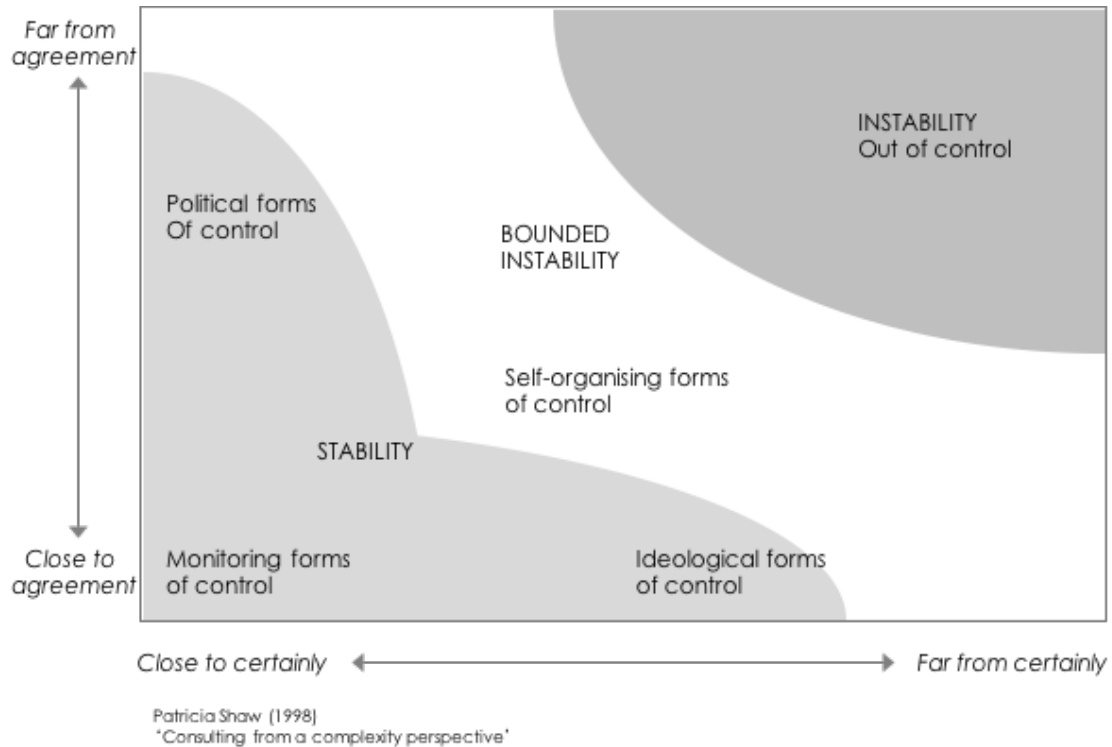 Far from
agreement
INSTABILITY
Out of control
Political forms
Of control
BOUNDED
INSTABILITY
Self-organising forms
of control
STABILITY
Close to
agreement
Monitoring forms
of control
Ideological forms
of control
Close to certainly
Far from certainly
Patricia Shaw (1998)
'Consulting from a complexity perspective'